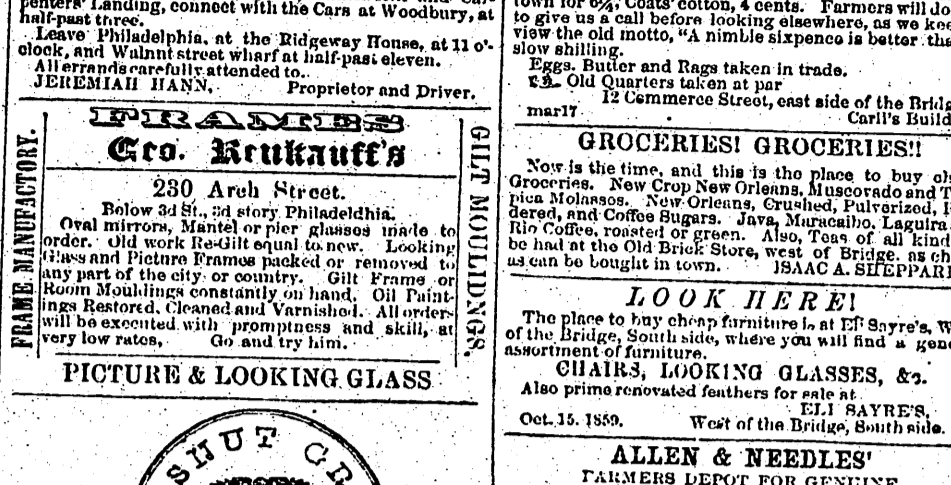 penters' Landing, connect with the Cars at Woodbury, at
half-past three.
Leave Philadelphia, at the Ridgeway House, at 11 o'-
clock, and Walnut street wharf at half-past eleven.
All errands carefully attended to..
JEREMIAH HANN, Proprietor and Driver.
FRAME MANUFACTORY.
FRAMES
Geo. Reukauff's
230 Arch Street.
Below 3d St., 3d story Philadeldhia.
Oval mirrors, Mantel or pier glasses made to
order. Old work Re-Gilt equal to new. Looking
Glass and Picture Frames packed or removed to
any part of the city or country. Gilt Frame or
Room Mouldings constantly on hand. Oil Paint-
ings Restored, Cleaned and Varnished. All orders
will be executed with promptness and skill, at
very low rates, Go and try him.
GILT MOULDINGS.
PICTURE & LOOKING GLASS
town for 6¼, Coats' cotton, 4 cents. Farmers will do
to give us a call before looking elsewhere, as we kee
view the old motto, "A nimble sixpence is better tha
slow shilling.
Eggs. Butter and Rags taken in trade.
Old Quarters taken at par
12 Commerce Street, east side of the Bridg
mar17 Carll's Build
GROCERIES! GROCERIES!!
Now is the time, and this is the place to buy ch
Groceries. New Crop New Orleans, Muscovado and T
pica Molasses. New Orleans, Crushed, Pulverized, P
dered, and Coffee Sugars. Java, Maracaibo, Laguira
Rio Coffee, roasted or green. Also, Teas of all kind
be had at the Old Brick Store, west of Bridge. as ch
as can be bought in town. ISAAC A. SHEPPARD
LOOK HERE!
The place to buy cheap furniture is at Eli Sayre's, W
of the Bridge, South side, where you will find a gene
assortment of furniture.
CHAIRS, LOOKING GLASSES, &c.
Also prime renovated feathers for sale at
ELI SAYRE'S,
Oct. 15. 1859. West of the Bridge, South side.
ALLEN & NEEDLES'
FARMERS DEPOT FOR GENUINE